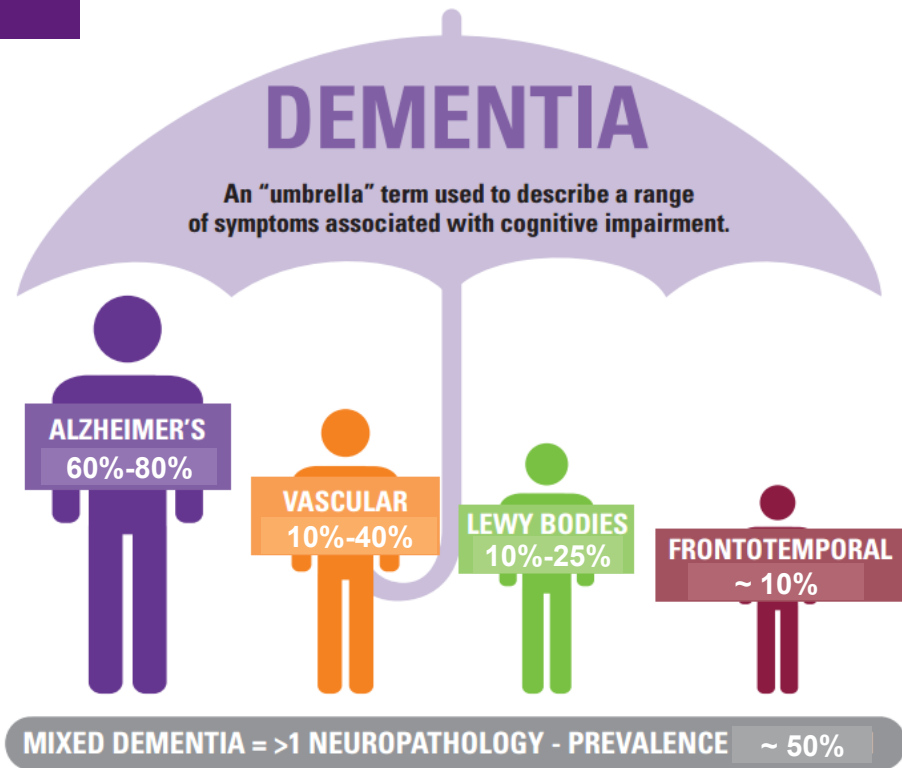 DEMENTIA
An “umbrella” term used to describe a range
of symptoms associated with cognitive impairment.
ALZHEIMER'S
60%-80%
VASCULAR
10%-40%
LEWY BODIES
10%-25%
FRONTOTEMPORAL
~ 10%
MIXED DEMENTIA = >1 NEUROPATHOLOGY - PREVALENCE ~ 50%